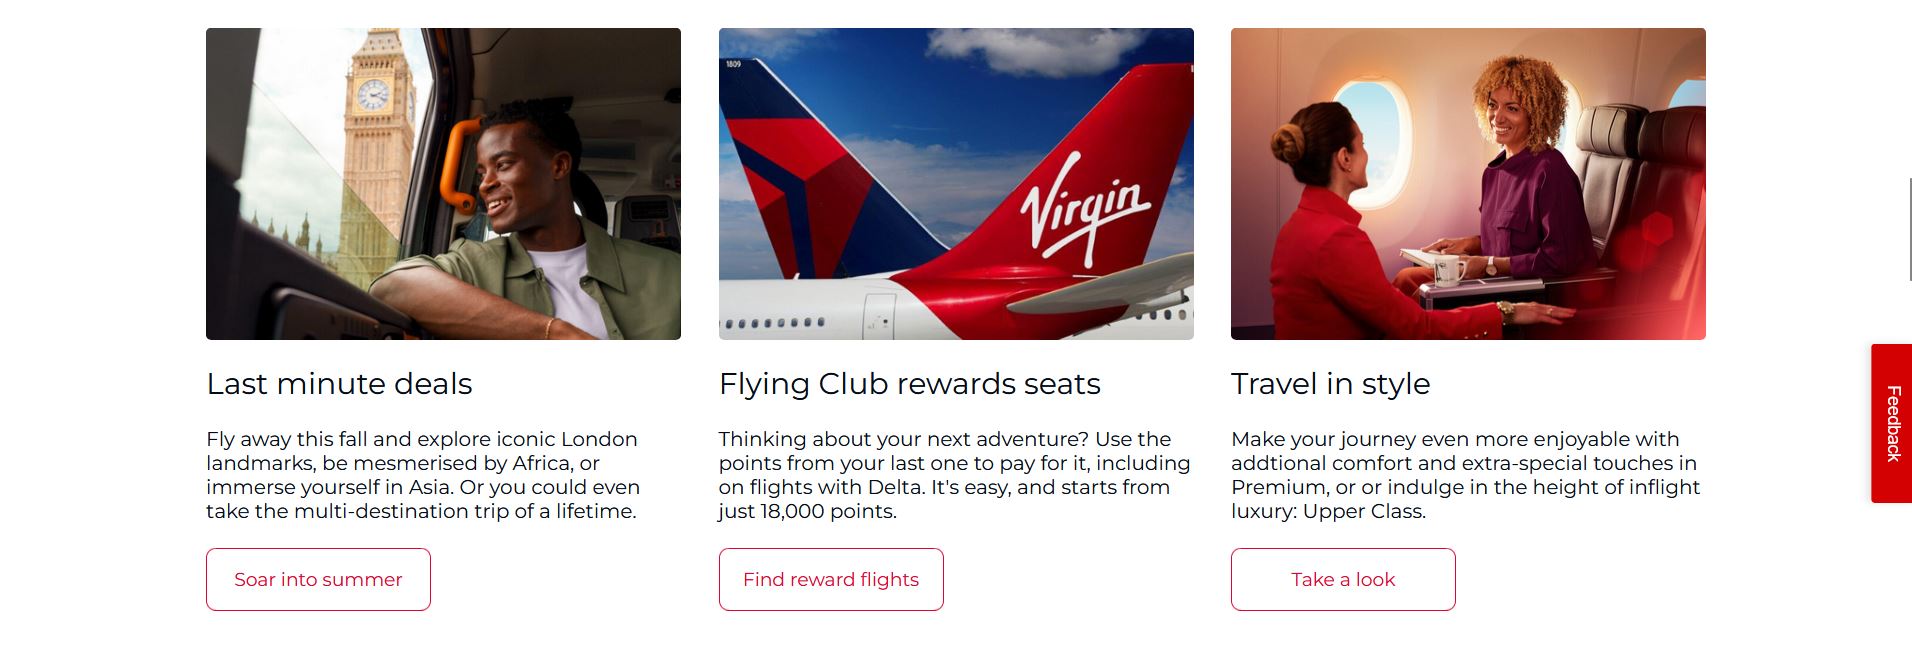 1809
Virgin
Last minute deals
Fly away this fall and explore iconic London
landmarks, be mesmerised by Africa, or
immerse yourself in Asia. Or you could even
take the multi-destination trip of a lifetime.
Soar into summer
Flying Club rewards seats
Thinking about your next adventure? Use the
points from your last one to pay for it, including
on flights with Delta. It's easy, and starts from
just 18,000 points.
Find reward flights
Travel in style
Make your journey even more enjoyable with
addtional comfort and extra-special touches in
Premium, or or indulge in the height of inflight
luxury: Upper Class.
Take a look
Feedback